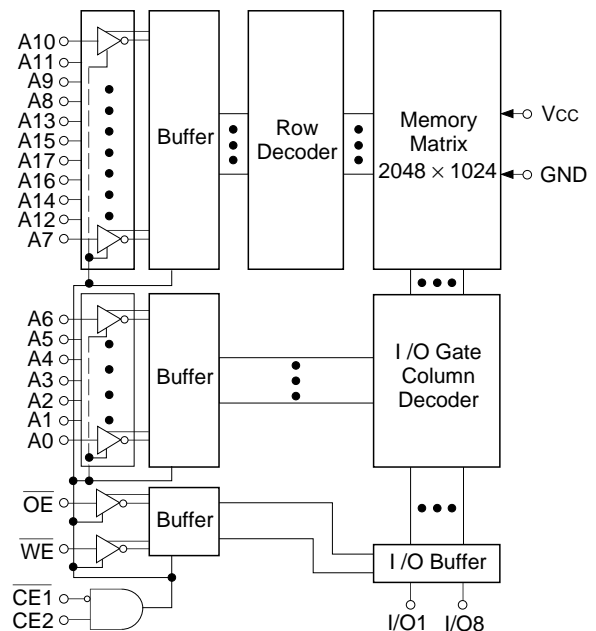 A10
A11
A9
A8
A13
A15
A17
A16
A14
A12
A7
Buffer
Row
Decoder
Memory
Matrix
2048 × 1024
Vcc
GND
A6
A5
A4
A3
A2
A1
A0
Buffer
I /O Gate
Column
Decoder
OE
WE
CE1
CE2
Buffer
I /O Buffer
I/O1 I/O8